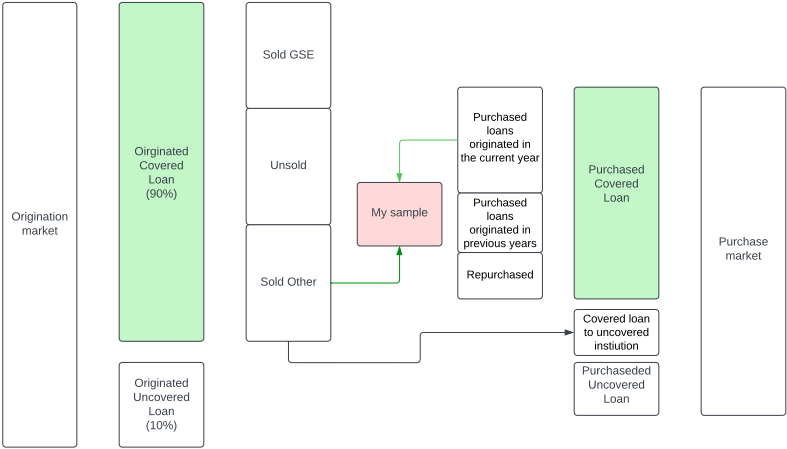 Origination
market
Oirginated
Covered
Loan
(90%)
Originated
Uncovered
Loan
(10%)
Sold GSE
Unsold
Sold Other
My sample
Purchased
loans
originated in
the current year
Purchased
loans
originated in
previous years
Repurchased
Purchased
Covered
Loan
Covered loan
to uncovered
instiution
Purchaseded
Uncovered
Loan
Purchase
market